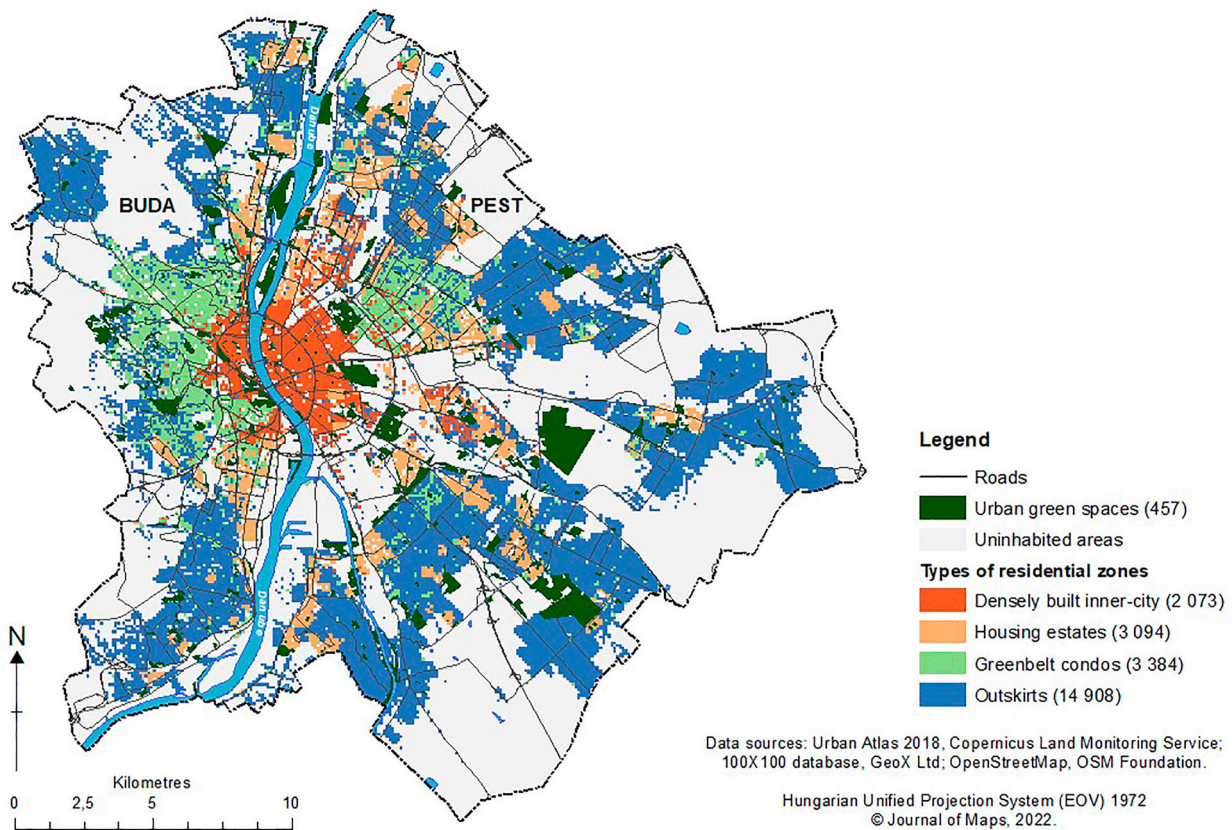 Danube
BUDA
PEST
Danube
Legend
Roads
Urban green spaces (457)
Uninhabited areas
Types of residential zones
Densely built inner-city (2 073)
Housing estates (3 094)
Greenbelt condos (3 384)
Outskirts (14 908)
N
Kilometres
0 2,5 5 10
Data sources: Urban Atlas 2018, Copernicus Land Monitoring Service;
100X100 database, GeoX Ltd; OpenStreetMap, OSM Foundation.
Hungarian Unified Projection System (EOV) 1972
© Journal of Maps, 2022.